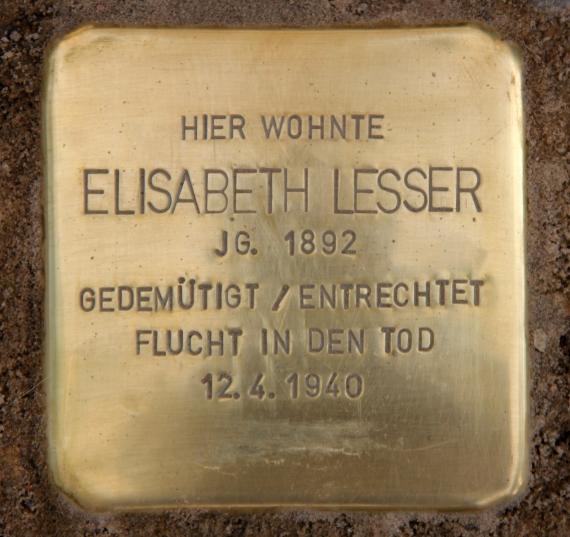 HIER WOHNTE
ELISABETH LESSER
JG. 1892
GEDEMÜTIGT / ENTRECHTET
FLUCHT IN DEN TOD
12.4.1940